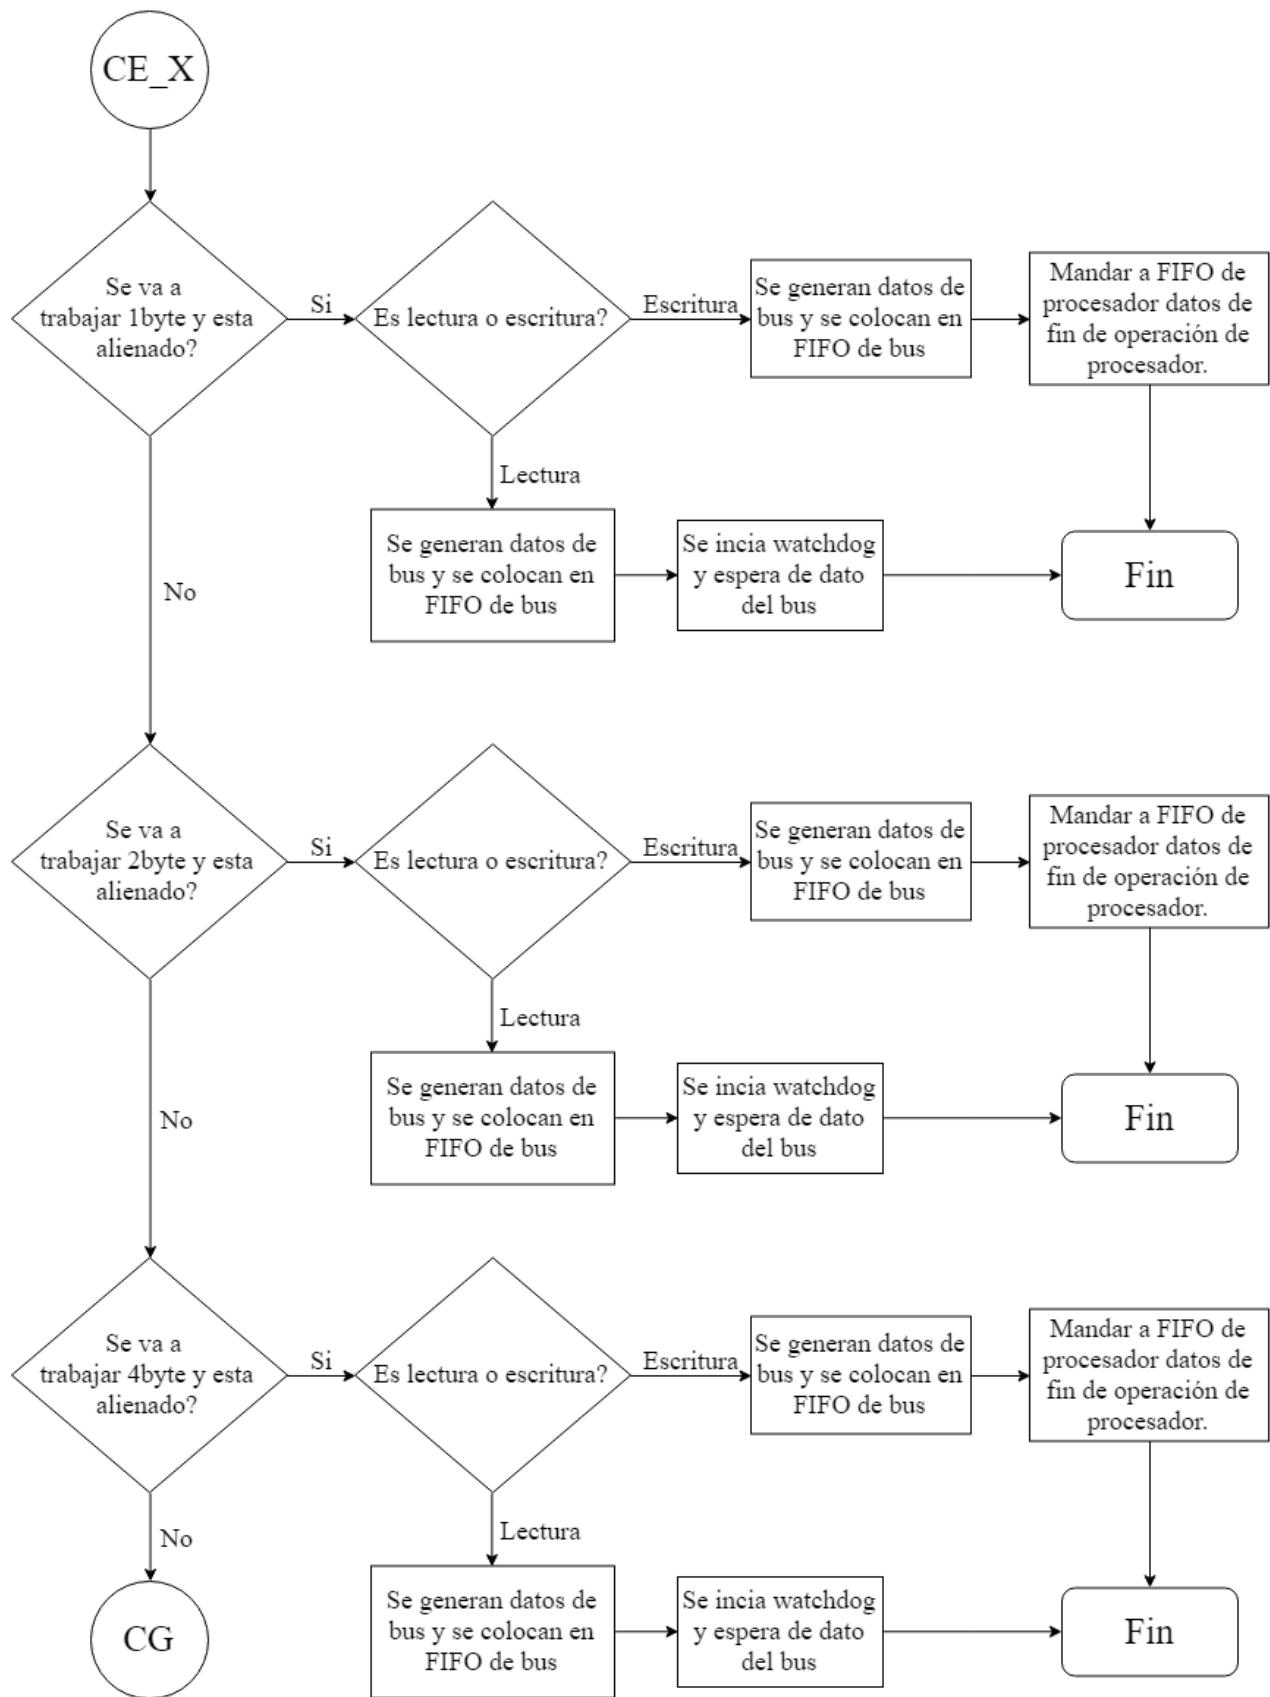 CE_X
Se va a
trabajar 1byte y esta
alienado?
Si
Es lectura o escritura?
Escritura
Se generan datos de
bus y se colocan en
FIFO de bus
Mandar a FIFO de
procesador datos de
fin de operación de
procesador.
Lectura
Se generan datos de
bus y se colocan en
FIFO de bus
Se incia watchdog
y espera de dato
del bus
Fin
No
Se va a
trabajar 2byte y esta
alienado?
Si
Es lectura o escritura?
Escritura
Se generan datos de
bus y se colocan en
FIFO de bus
Mandar a FIFO de
procesador datos de
fin de operación de
procesador.
Lectura
Se generan datos de
bus y se colocan en
FIFO de bus
Se incia watchdog
y espera de dato
del bus
Fin
No
Se va a
trabajar 4byte y esta
alienado?
Si
Es lectura o escritura?
Escritura
Se generan datos de
bus y se colocan en
FIFO de bus
Mandar a FIFO de
procesador datos de
fin de operación de
procesador.
Lectura
No
Se generan datos de
bus y se colocan en
FIFO de bus
Se incia watchdog
y espera de dato
del bus
Fin
CG